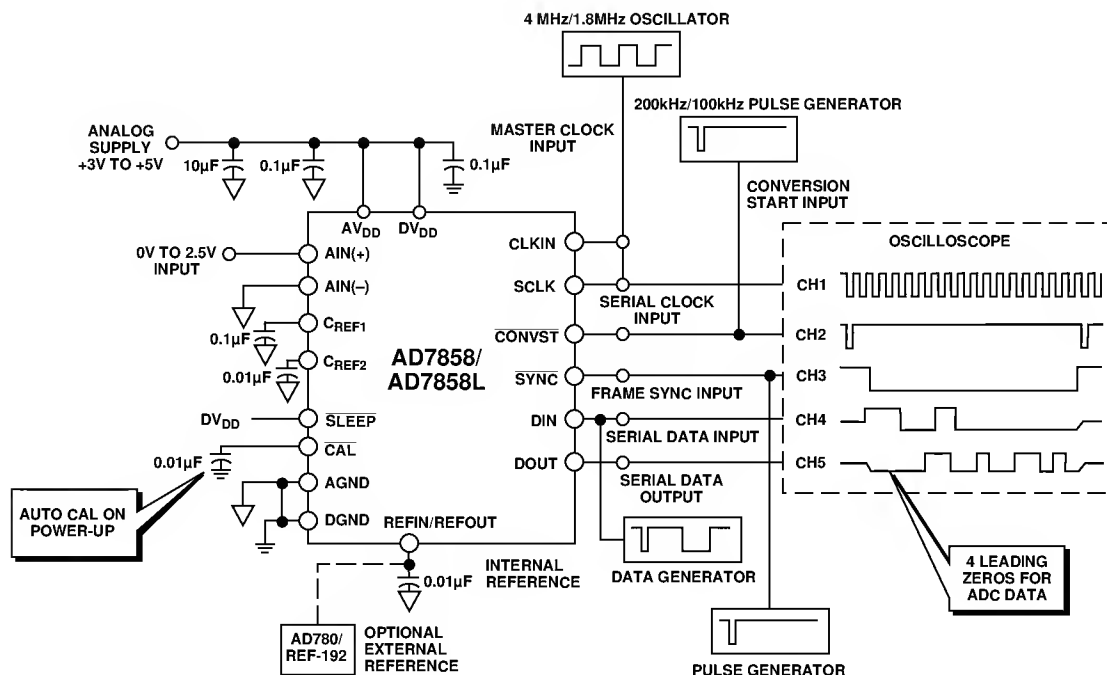 4 MHz/1.8MHz OSCILLATOR
200kHz/100kHz PULSE GENERATOR
MASTER CLOCK
INPUT
ANALOG
SUPPLY
+3V TO +5V
10µF
0.1µF
0.1µF
CONVERSION
START INPUT
AV_DD
DV_DD
0V TO 2.5V
INPUT
AIN(+)
AIN(–)
C_REF1
0.1µF
C_REF2
0.01µF
DV_DD
SLEEP
CAL
0.01µF
AGND
DGND
AUTO CAL ON
POWER-UP
AD7858/
AD7858L
CLKIN
SCLK
SERIAL CLOCK
INPUT
CONVST
SYNC
FRAME SYNC INPUT
DIN
SERIAL DATA INPUT
DOUT
SERIAL DATA
OUTPUT
OSCILLOSCOPE
CH1
CH2
CH3
CH4
CH5
REFIN/REFOUT
0.01µF
INTERNAL
REFERENCE
AD780/
REF-192
OPTIONAL
EXTERNAL
REFERENCE
DATA GENERATOR
PULSE GENERATOR
4 LEADING
ZEROS FOR
ADC DATA